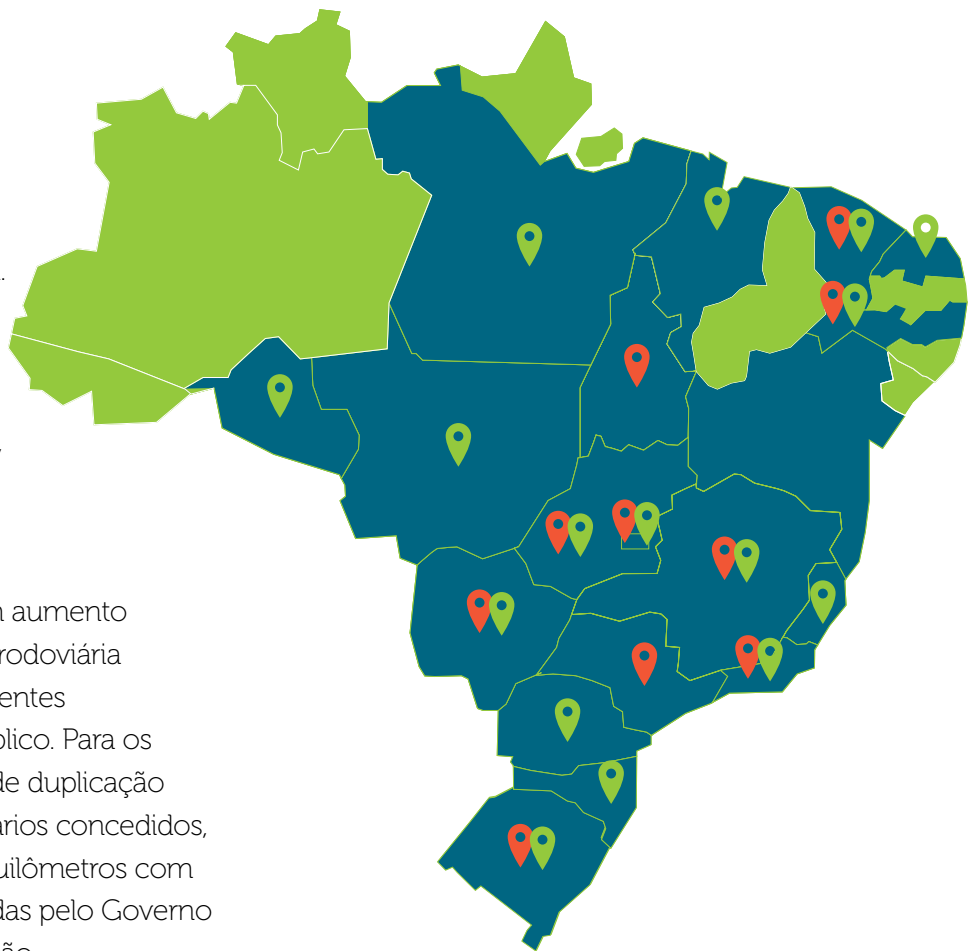 aumento
rodoviária
entes
blico. Para os
de duplicação
ários concedidos,
uilômetros com
das pelo Governo